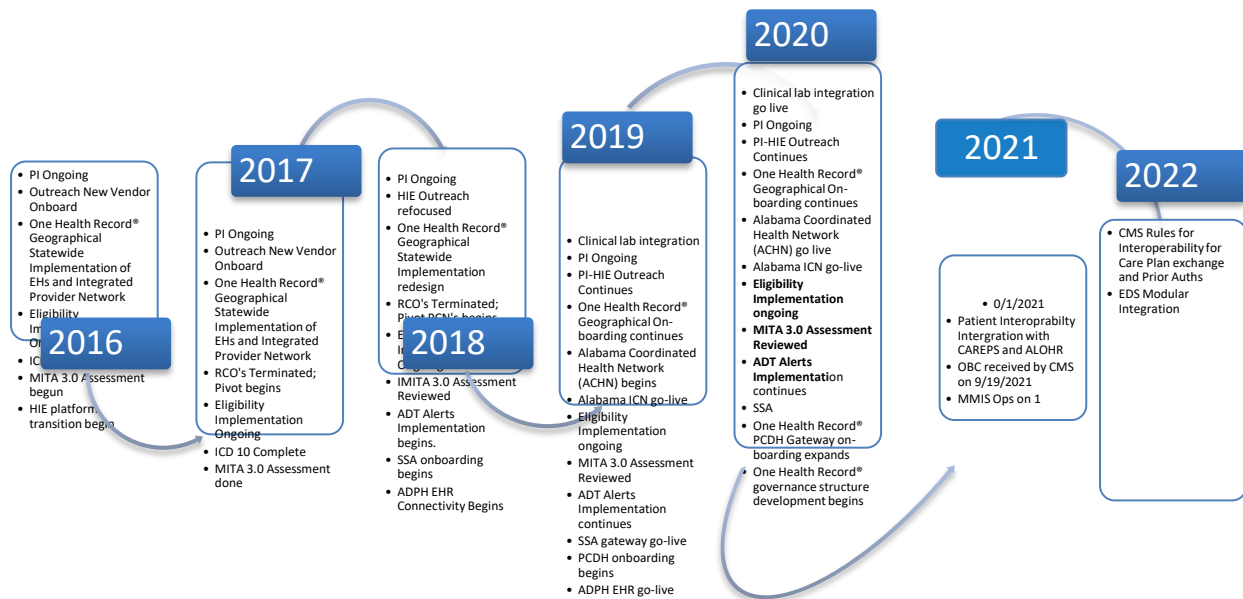 2016
PI Ongoing
Outreach New Vendor
Onboard
One Health Record®
Geographical
Statewide
Implementation of
EHs and Integrated
Provider Network
Eligibility
MITA 3.0 Assessment
begun
HIE platform
transition begin
2017
PI Ongoing
Outreach New Vendor
Onboard
One Health Record®
Geographical
Statewide
Implementation of
EHs and Integrated
Provider Network
RCO's Terminated;
Pivot begins
Eligibility
Implementation
Ongoing
ICD 10 Complete
MITA 3.0 Assessment
done
2018
PI Ongoing
HIE Outreach
refocused
One Health Record®
Geographical
Statewide
Implementation
redesign
RCO's Terminated;
Pivot PCN's begins
IMITA 3.0 Assessment
Reviewed
ADT Alerts
Implementation
begins.
SSA onboarding
begins
ADPH EHR
Connectivity Begins
2019
Clinical lab integration
PI Ongoing
PI-HIE Outreach
Continues
One Health Record®
Geographical On-
boarding continues
Alabama Coordinated
Health Network
(ACHN) begins
Alabama ICN go-live
Eligibility
Implementation
ongoing
MITA 3.0 Assessment
Reviewed
ADT Alerts
Implementation
continues
SSA gateway go-live
PCDH onboarding
begins
ADPH EHR go-live
2020
Clinical lab integration
go live
PI Ongoing
PI-HIE Outreach
Continues
One Health Record®
Geographical On-
boarding continues
Alabama Coordinated
Health Network
(ACHN) go live
Alabama ICN go-live
Eligibility
Implementation
ongoing
MITA 3.0 Assessment
Reviewed
ADT Alerts
Implementation
continues
SSA
One Health Record®
PCDH Gateway on-
boarding expands
One Health Record®
governance structure
development begins
2021
0/1/2021
Patient Interoprabilty
Intergration with
CAREPS and ALOHR
OBC received by CMS
on 9/19/2021
MMIS Ops on 1
2022
CMS Rules for
Interoperability for
Care Plan exchange
and Prior Auths
EDS Modular
Integration